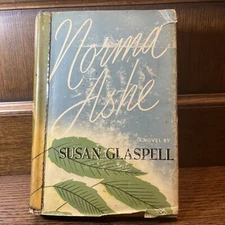 Norma
Ashe
A NOVEL BY
SUSAN GLASPELL